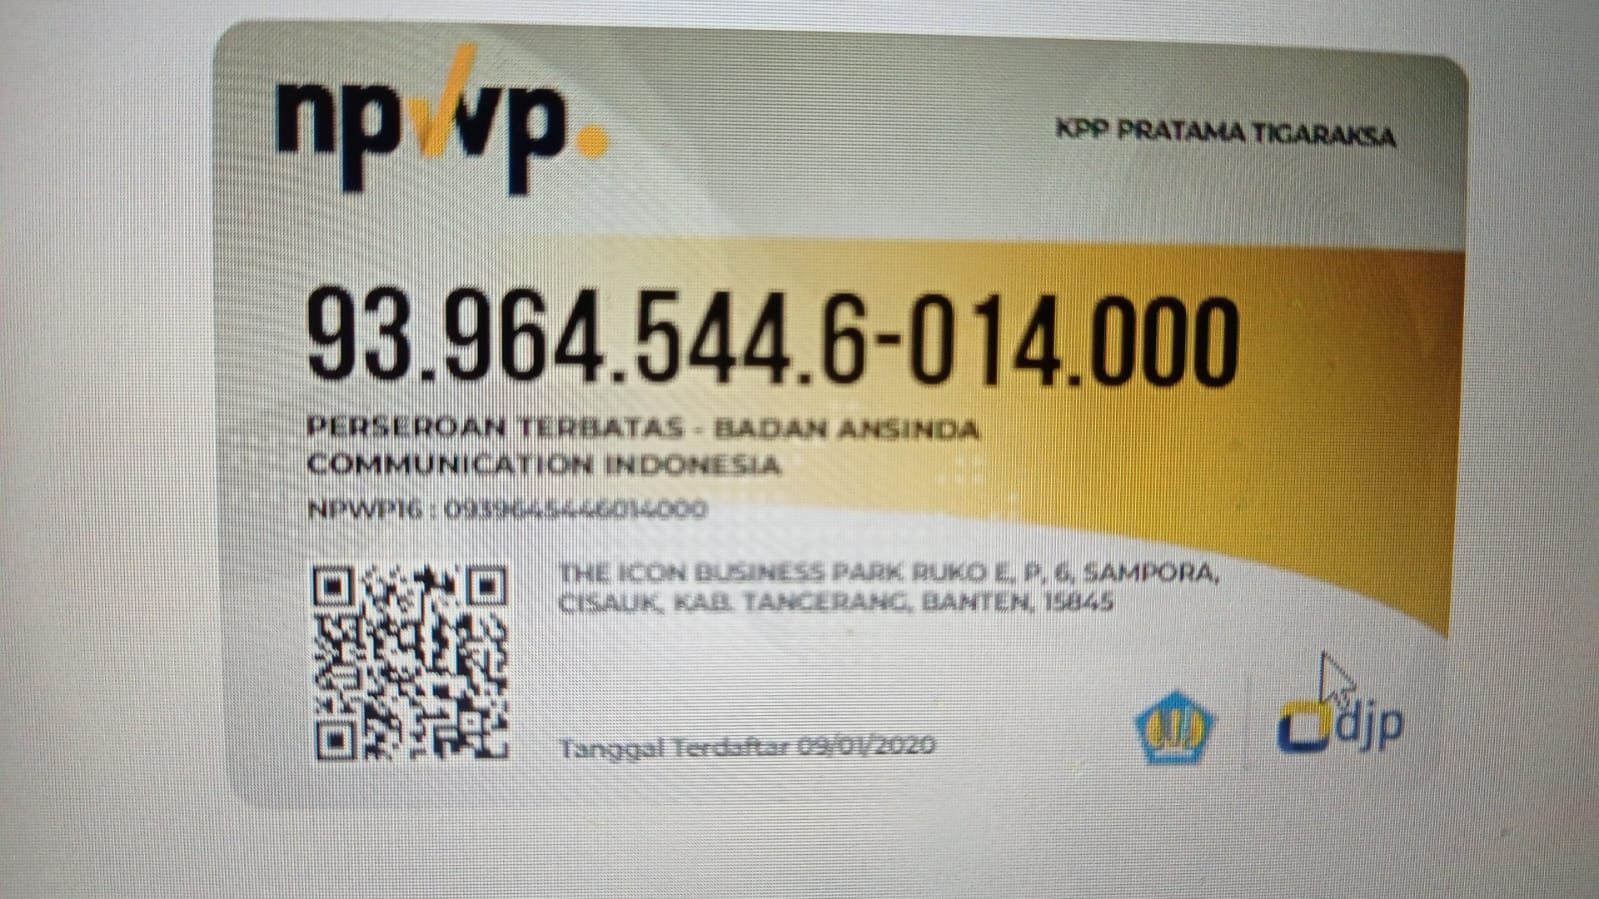 npwp.
KPP PRATAMA TIGARAKSA
93.964.544.6-014.000
PERSEROAN TERBATAS - BADAN ANSINDA
COMMUNICATION INDONESIA
NPWP16 : 0939645446014000
THE ICON BUSINESS PARK RUKO E, P, 6, SAMPORA,
CISAUK, KAB. TANGERANG, BANTEN, 15845
Tanggal Terdaftar 09/01/2020
djp